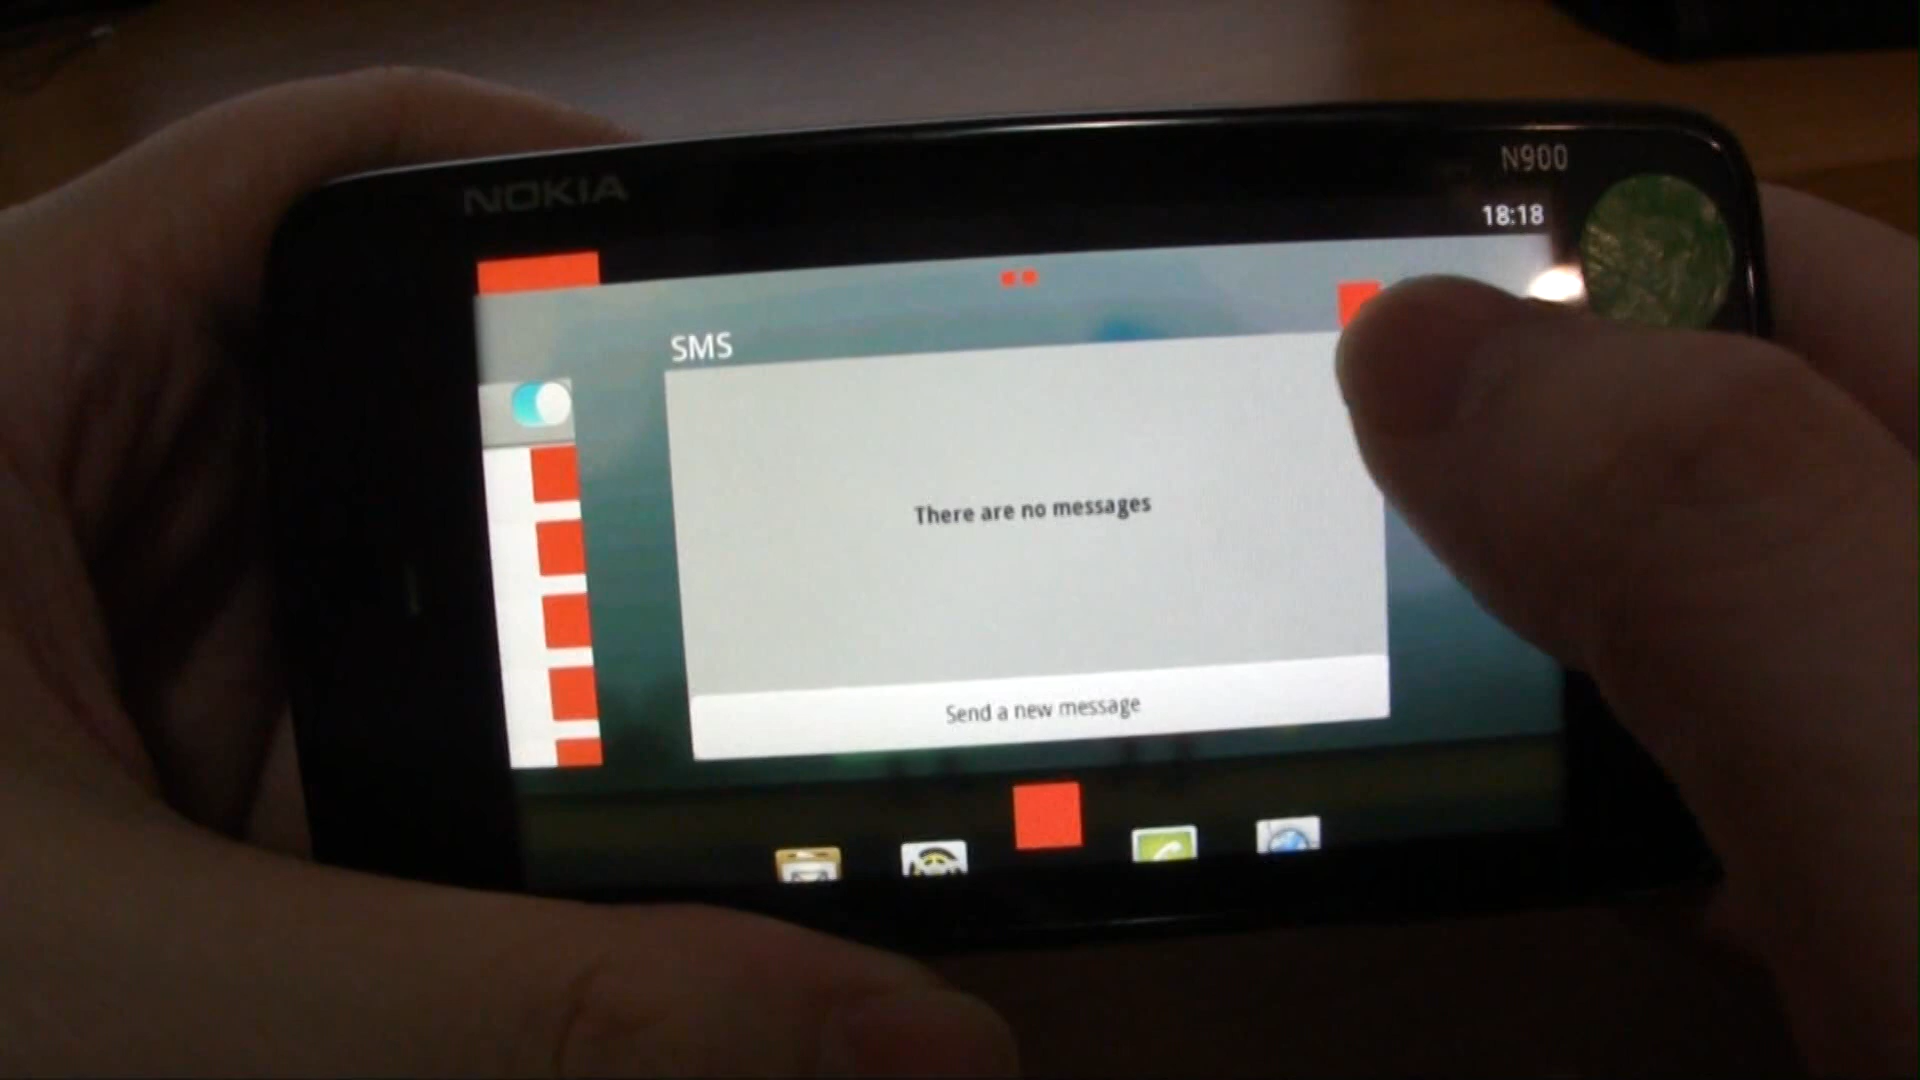 NOKIA
N900
18:18
SMS
There are no messages
Send a new message